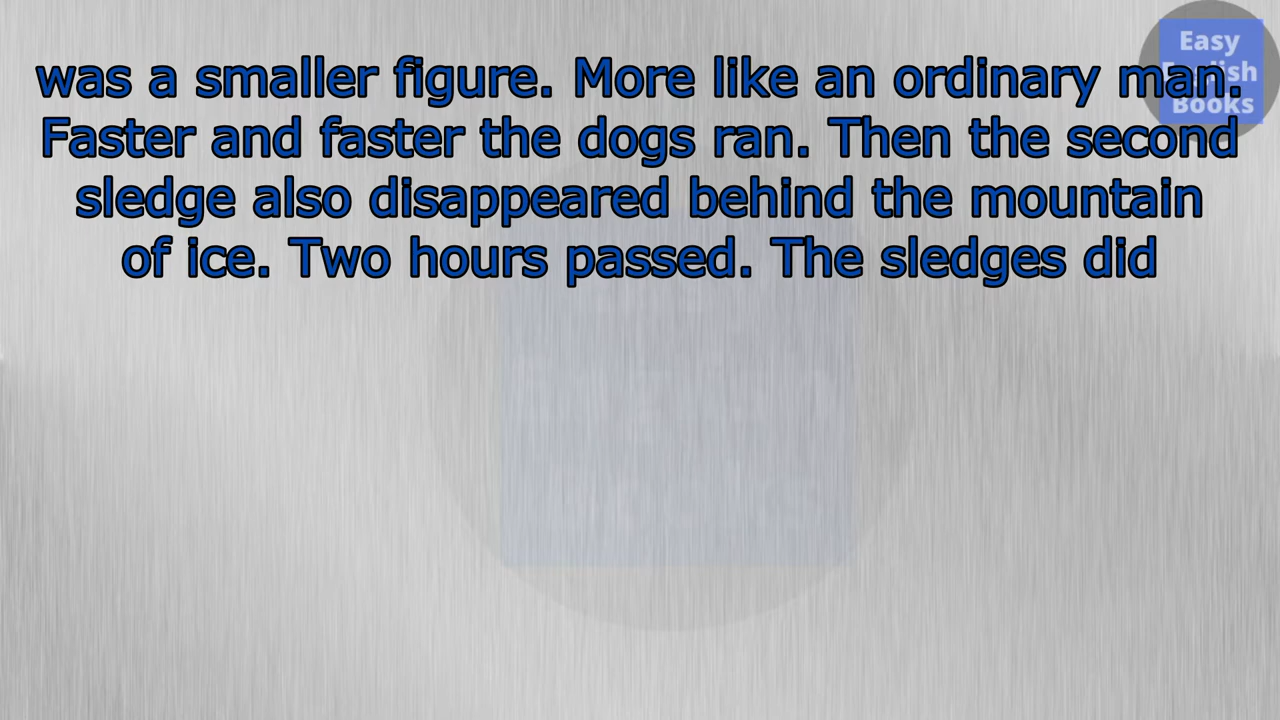 was a smaller figure. More like an ordinary man.
Faster and faster the dogs ran. Then the second
sledge also disappeared behind the mountain
of ice. Two hours passed. The sledges did
Easy
English
Books